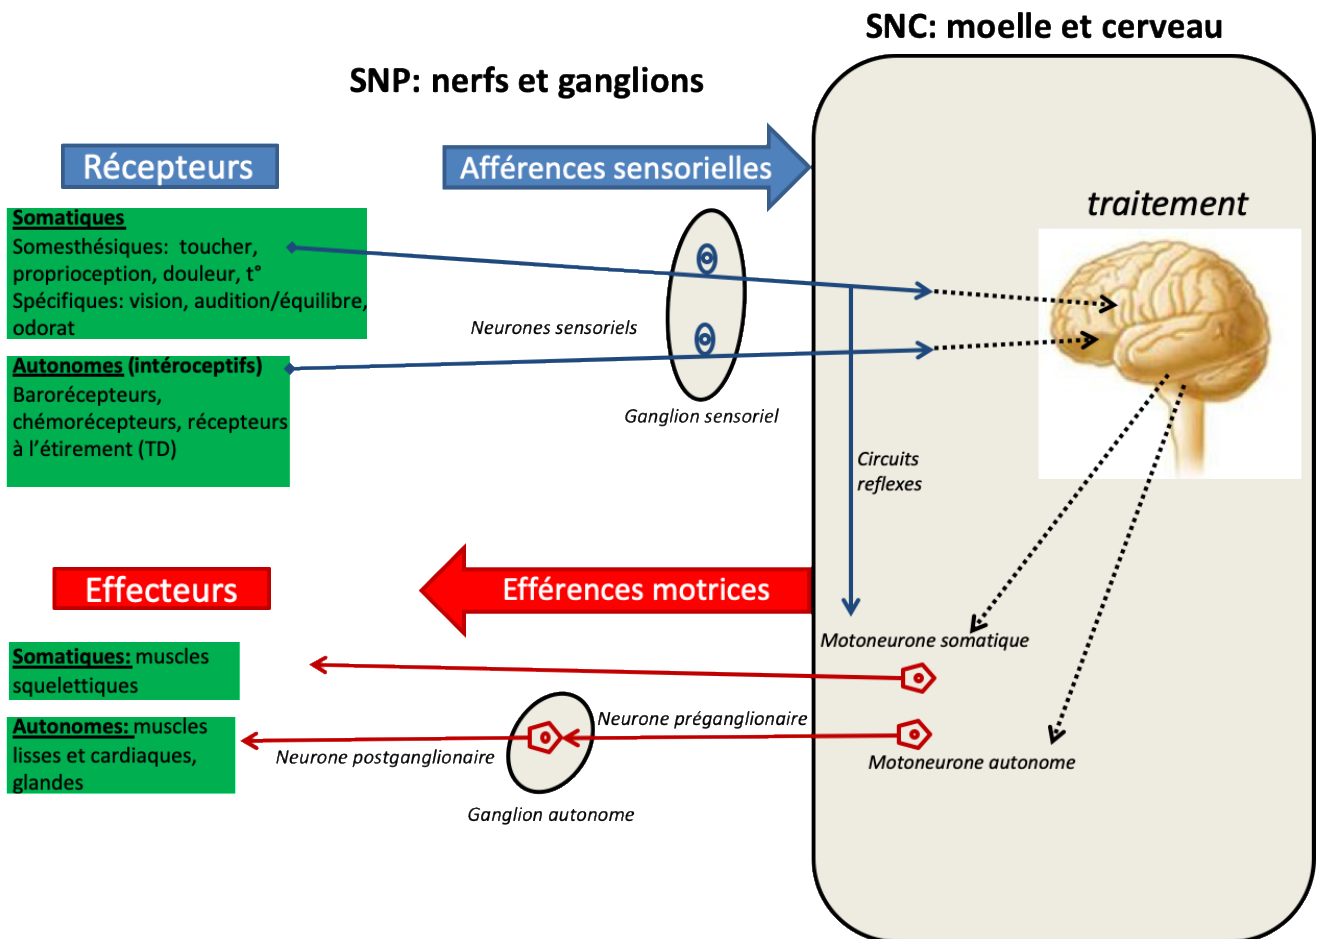 SNC: moelle et cerveau
SNP: nerfs et ganglions
Récepteurs
Afférences sensorielles
traitement
Somatiques
Somesthésiques: toucher,
proprioception, douleur, t°
Spécifiques: vision, audition/équilibre,
odorat
Neurones sensoriels
Autonomes (intéroceptifs)
Barorécepteurs,
chémorécepteurs, récepteurs
à l’étirement (TD)
Ganglion sensoriel
Circuits
reflexes
Effecteurs
Efférences motrices
Somatiques: muscles
squelettiques
Motoneurone somatique
Autonomes: muscles
lisses et cardiaques,
glandes
Neurone préganglionaire
Neurone postganglionaire
Motoneurone autonome
Ganglion autonome